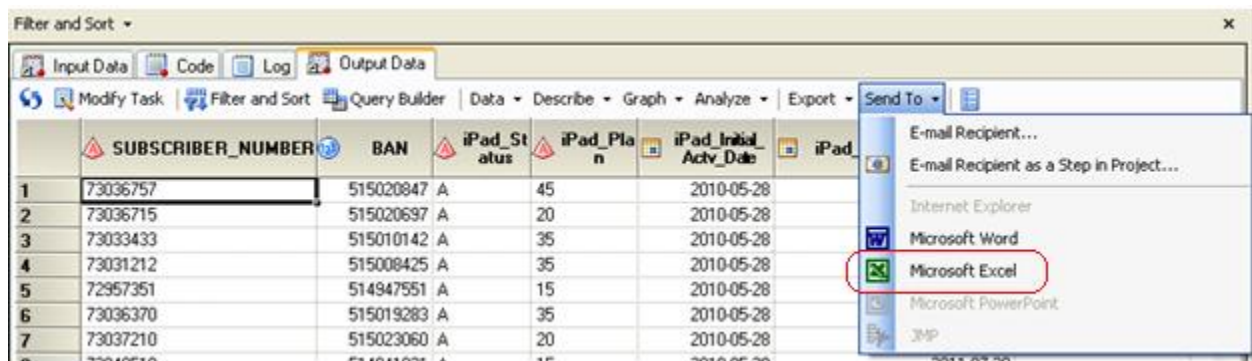 Filter and Sort
Input Data Code Log Output Data
Modify Task Filter and Sort Query Builder Data Describe Graph Analyze Export Send To
SUBSCRIBER_NUMBER BAN iPad_Status iPad_Plan iPad_Initial_Actv_Date iPad_
E-mail Recipient...
E-mail Recipient as a Step in Project...
Internet Explorer
Microsoft Word
Microsoft Excel
Microsoft PowerPoint
JMP
1 73036757 515020847 A 45 2010-05-28
2 73036715 515020697 A 20 2010-05-28
3 73033433 515010142 A 35 2010-05-28
4 73031212 515008425 A 35 2010-05-28
5 72957351 514947551 A 15 2010-05-28
6 73036370 515019283 A 35 2010-05-28
7 73037210 515023060 A 20 2010-05-28